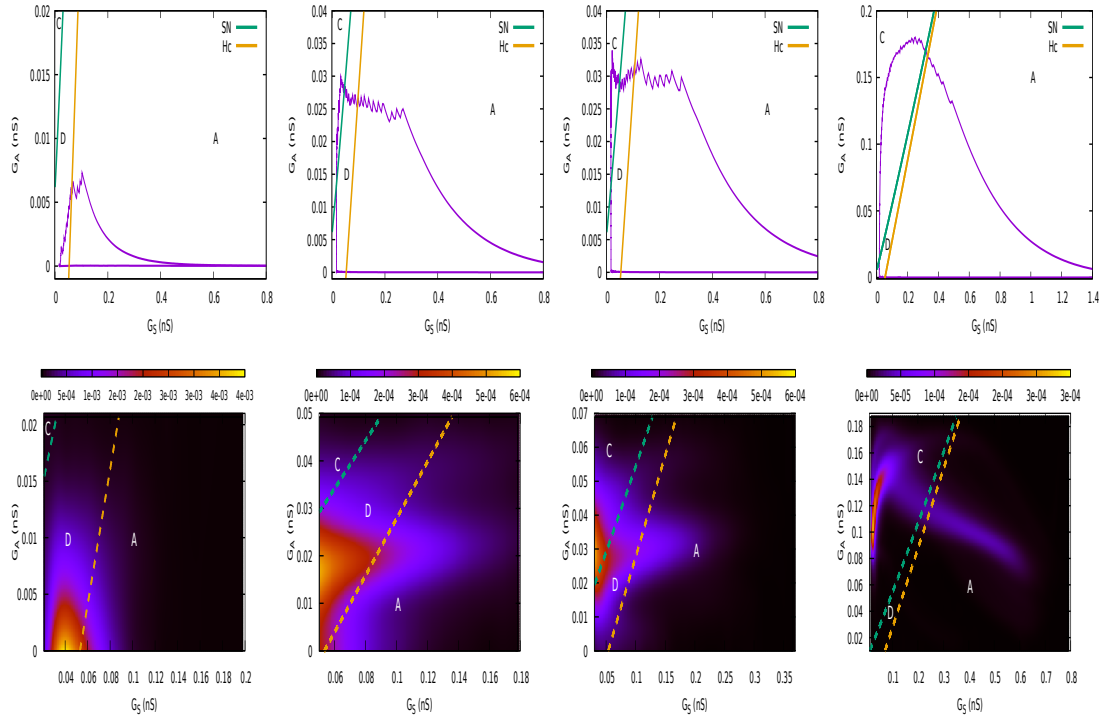 0.02 0.015 0.01 0.005 0
G_A (nS)
C
D
A
SN
Hc
0 0.2 0.4 0.6 0.8
G_S (nS)
0.04 0.035 0.03 0.025 0.02 0.015 0.01 0.005 0
G_A (nS)
C
D
A
SN
Hc
0 0.2 0.4 0.6 0.8
G_S (nS)
0.04 0.035 0.03 0.025 0.02 0.015 0.01 0.005 0
G_A (nS)
C
D
A
SN
Hc
0 0.2 0.4 0.6 0.8
G_S (nS)
0.2 0.15 0.1 0.05 0
G_A (nS)
C
D
A
SN
Hc
0 0.2 0.4 0.6 0.8 1 1.2 1.4
G_S (nS)
0e+00 5e-04 1e-03 2e-03 2e-03 3e-03 3e-03 4e-03 4e-03
0.02 0.015 0.01 0.005 0
G_A (nS)
C
D
A
0.04 0.06 0.08 0.1 0.12 0.14 0.16 0.18 0.2
G_S (nS)
0e+00 1e-04 2e-04 3e-04 4e-04 6e-04 6e-04
0.05 0.04 0.03 0.02 0.01 0
G_A (nS)
C
D
A
0.06 0.08 0.1 0.12 0.14 0.16 0.18
G_S (nS)
0e+00 1e-04 2e-04 3e-04 4e-04 6e-04 6e-04
0.07 0.06 0.05 0.04 0.03 0.02 0.01 0
G_A (nS)
C
D
A
0.05 0.1 0.15 0.2 0.25 0.3 0.35
G_S (nS)
0e+00 5e-05 1e-04 2e-04 2e-04 3e-04 3e-04
0.18 0.16 0.14 0.12 0.1 0.08 0.06 0.04 0.02
G_A (nS)
C
D
A
0.1 0.2 0.3 0.4 0.5 0.6 0.7 0.8
G_S (nS)